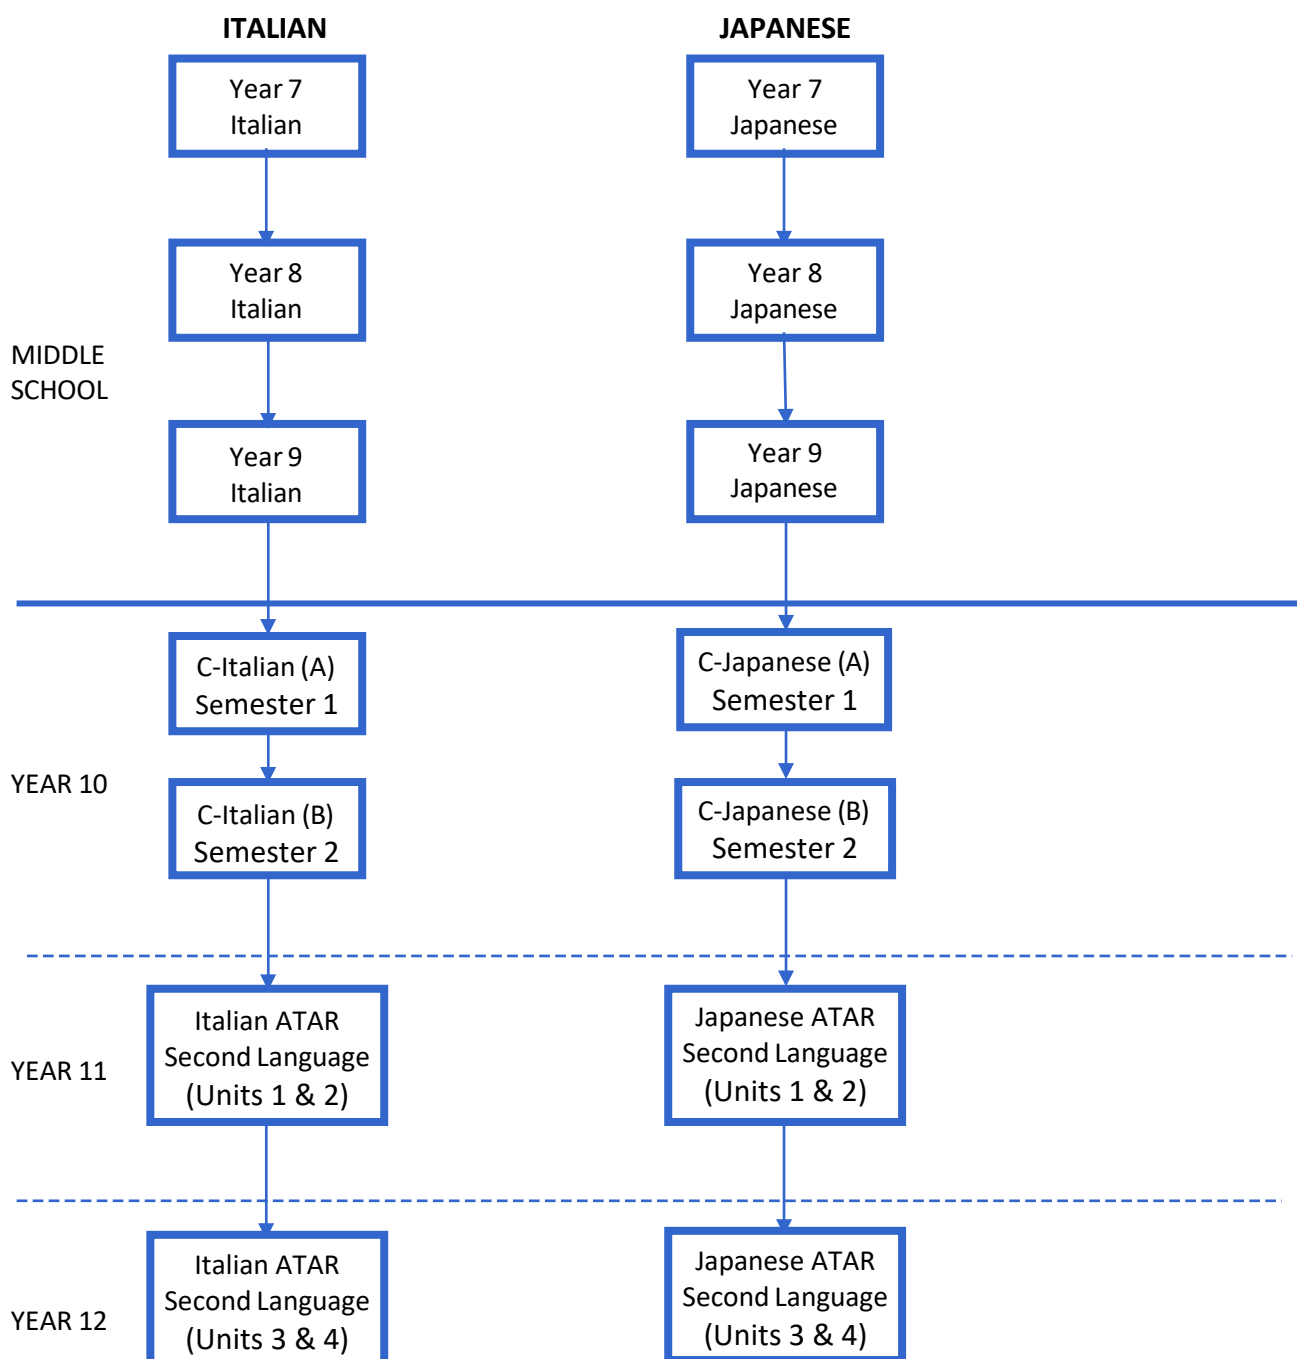 ITALIAN
JAPANESE
Year 7
Italian
Year 7
Japanese
Year 8
Italian
Year 8
Japanese
MIDDLE
SCHOOL
Year 9
Italian
Year 9
Japanese
C-Italian (A)
Semester 1
C-Japanese (A)
Semester 1
YEAR 10
C-Italian (B)
Semester 2
C-Japanese (B)
Semester 2
YEAR 11
Italian ATAR
Second Language
(Units 1 & 2)
Japanese ATAR
Second Language
(Units 1 & 2)
YEAR 12
Italian ATAR
Second Language
(Units 3 & 4)
Japanese ATAR
Second Language
(Units 3 & 4)